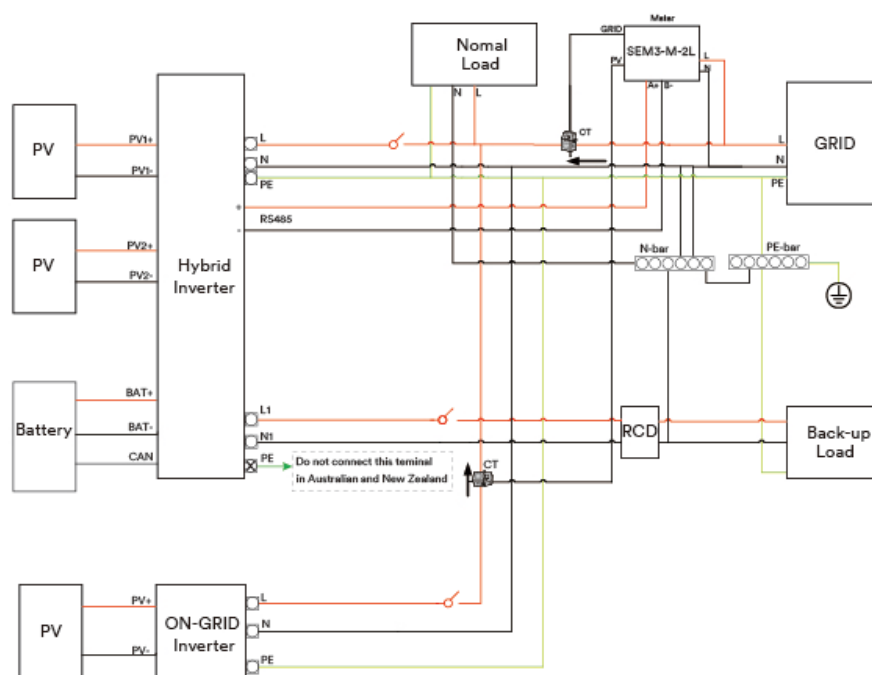 Meter
GRID
SEM3-M-2L
PV
L
N
A+
B-
Nomal
Load
N
L
PV
PV1+
PV1-
L
N
PE
CT
L
N
PE
GRID
+
RS485
-
PV
PV2+
PV2-
Hybrid
Inverter
N-bar
PE-bar
Battery
BAT+
BAT-
CAN
L1
N1
PE
Do not connect this teminal
in Australian and New Zealand
CT
RCD
Back-up
Load
PV
PV+
PV-
ON-GRID
Inverter
L
N
PE